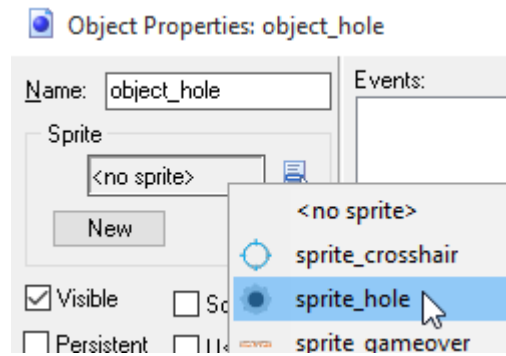 Object Properties: object_hole
Name: object_hole
Events:
Sprite
<no sprite>
New
<no sprite>
sprite_crosshair
sprite_hole
sprite_gameover
Visible
Persistent